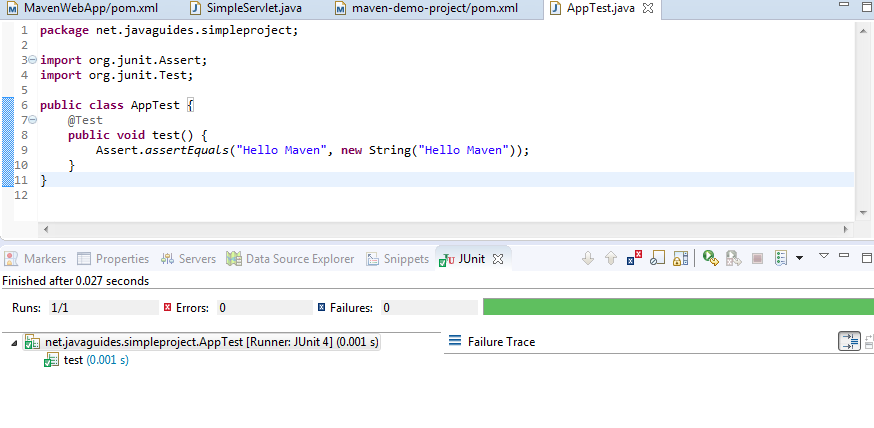 MavenWebApp/pom.xml SimpleServlet.java maven-demo-project/pom.xml AppTest.java
1 package net.javaguides.simpleproject;
2
3 import org.junit.Assert;
4 import org.junit.Test;
5
6 public class AppTest {
7 @Test
8 public void test() {
9 Assert.assertEquals("Hello Maven", new String("Hello Maven"));
10 }
11 }
12
Markers Properties Servers Data Source Explorer Snippets JUnit
Finished after 0.027 seconds
Runs: 1/1 Errors: 0 Failures: 0
net.javaguides.simpleproject.AppTest [Runner: JUnit 4] (0.001 s) Failure Trace
test (0.001 s)